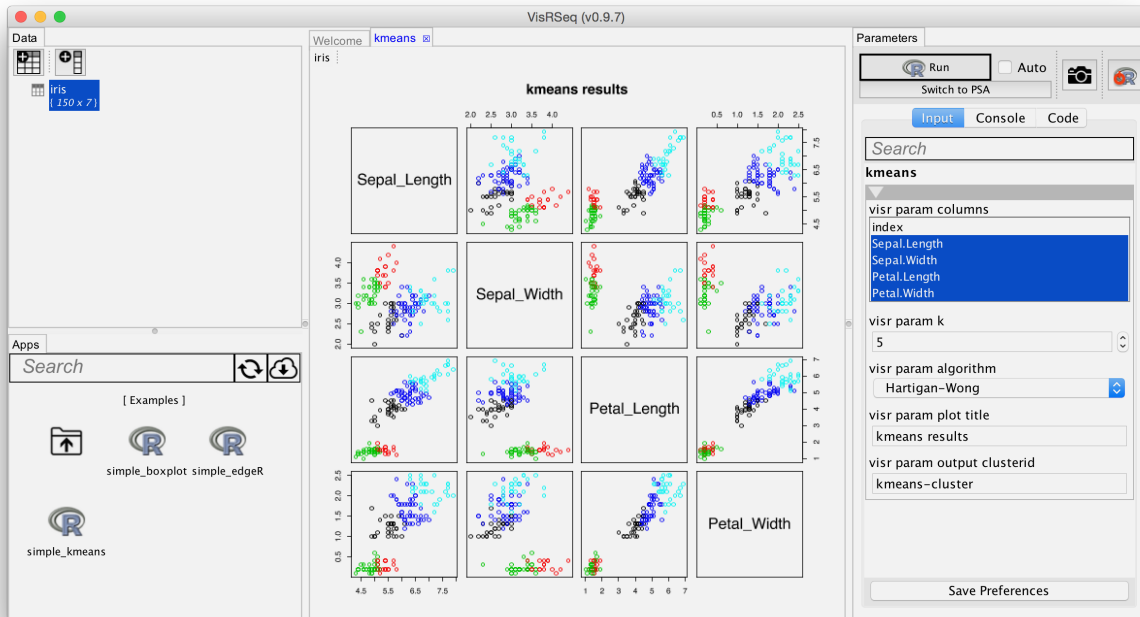 VisRSeq (v0.9.7)
Data
iris
{ 150 x 7 }
Apps
Search
[ Examples ]
simple_boxplot
simple_edgeR
simple_kmeans
Welcome
kmeans
iris
kmeans results
2.0 2.5 3.0 3.5 4.0
0.5 1.0 1.5 2.0 2.5
Sepal_Length
4.5 5.5 6.5 7.5
2.0 2.5 3.0 3.5 4.0
Sepal_Width
Petal_Length
1 2 3 4 5 6 7
0.5 1.0 1.5 2.0 2.5
Petal_Width
4.5 5.5 6.5 7.5
1 2 3 4 5 6 7
Parameters
R Run
Auto
R
Switch to PSA
Input
Console
Code
Search
kmeans
visr param columns
index
Sepal.Length
Sepal.Width
Petal.Length
Petal.Width
visr param k
5
visr param algorithm
Hartigan-Wong
visr param plot title
kmeans results
visr param output clusterid
kmeans-cluster
Save Preferences